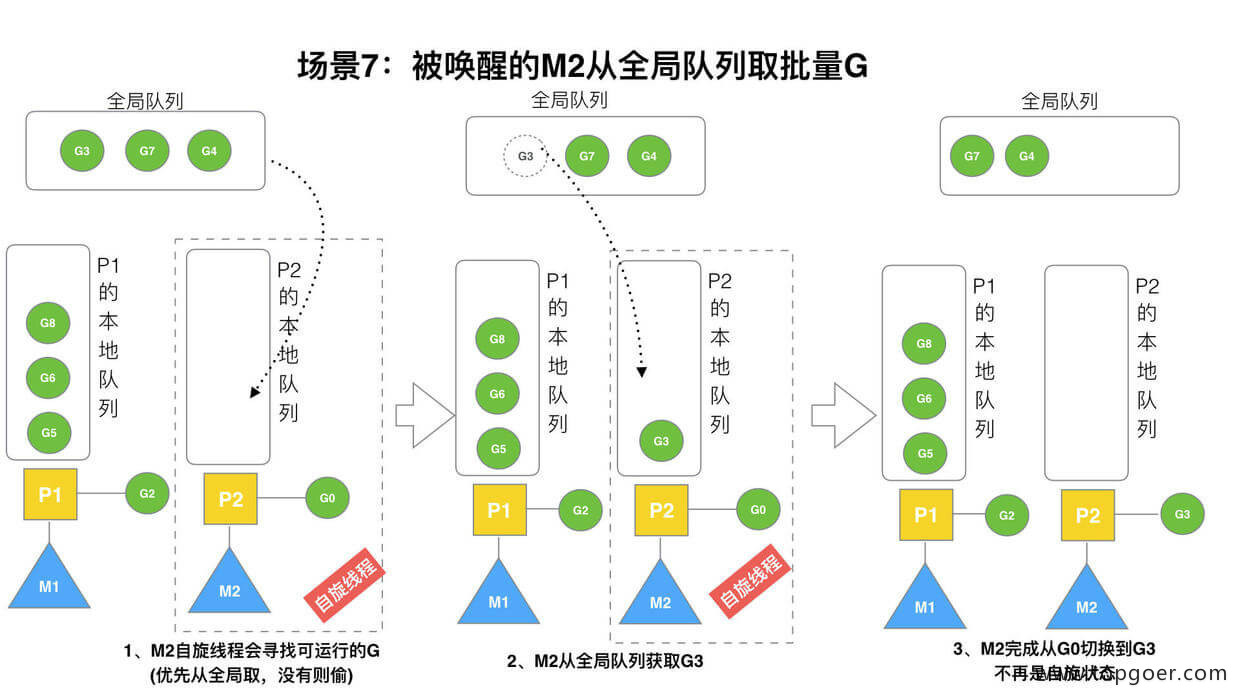 场景7：被唤醒的M2从全局队列取批量G
全局队列
G3 G7 G4
P1的本地队列
G8
G6
G5
P1
G2
M1
P2的本地队列
P2
G0
M2
自旋线程
1、M2自旋线程会寻找可运行的G
(优先从全局取，没有则偷)
全局队列
G3 G7 G4
P1的本地队列
G8
G6
G5
P1
G2
M1
P2的本地队列
G3
P2
G0
M2
自旋线程
2、M2从全局队列获取G3
全局队列
G7 G4
P1的本地队列
G8
G6
G5
P1
G2
M1
P2的本地队列
P2
G3
M2
3、M2完成从G0切换到G3
不再是自旋状态
www.topgoer.com